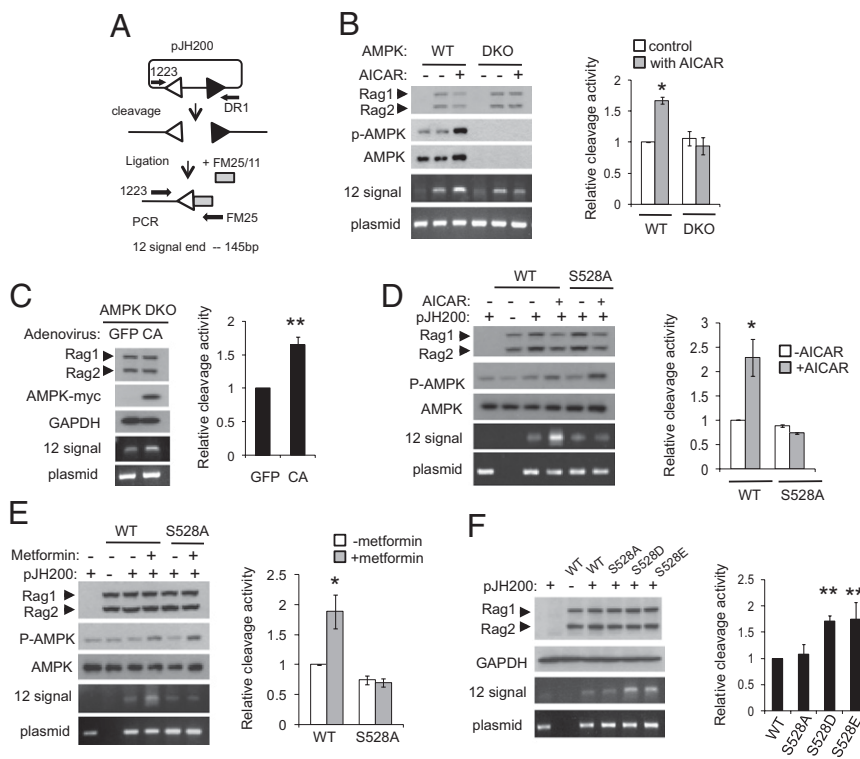 A
pJH200
1223
DR1
cleavage
Ligation
+ FM25/11
1223
PCR
FM25
12 signal end -- 145bp
B
AMPK: WT DKO
AICAR: - - + - - +
Rag1
Rag2
p-AMPK
AMPK
12 signal
plasmid
control
with AICAR
Relative cleavage activity
2
1.5
1
0.5
0
*
WT DKO
C
AMPK DKO
Adenovirus: GFP CA
Rag1
Rag2
AMPK-myc
GAPDH
12 signal
plasmid
Relative cleavage activity
2
1.5
1
0.5
0
**
GFP CA
D
WT S528A
AICAR: - - - + - +
pJH200: + - + + + +
Rag1
Rag2
P-AMPK
AMPK
12 signal
plasmid
Relative cleavage activity
3
2.5
2
1.5
1
0.5
0
*
-AICAR
+AICAR
WT S528A
E
WT S528A
Metformin: - - - + - +
pJH200: + - + + + +
Rag1
Rag2
P-AMPK
AMPK
12 signal
plasmid
-metformin
+metformin
Relative cleavage activity
2.5
2
1.5
1
0.5
0
*
WT S528A
F
WT WT S528A S528D S528E
pJH200: + - + + + +
Rag1
Rag2
GAPDH
12 signal
plasmid
Relative cleavage activity
2.5
2
1.5
1
0.5
0
** **
WT S528A S528D S528E